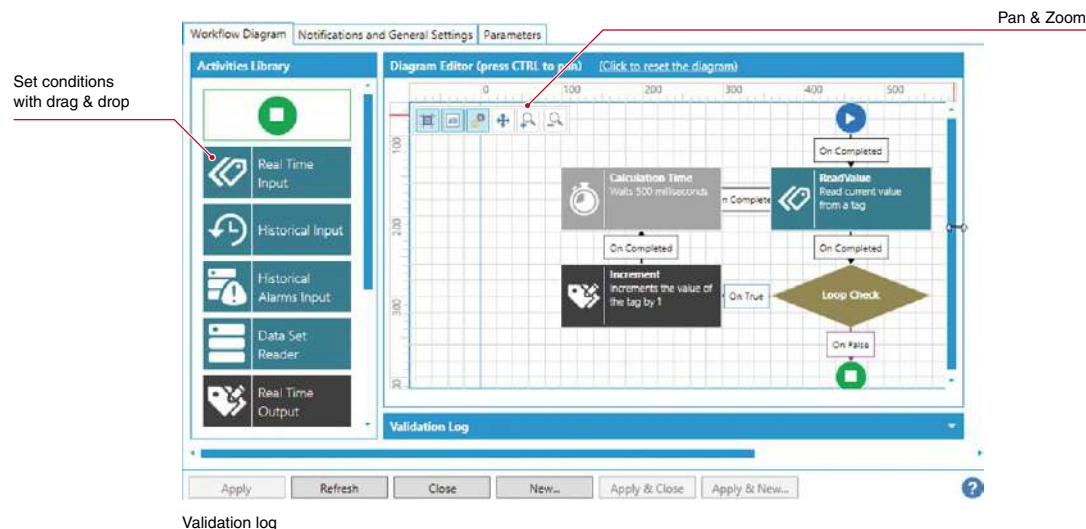 Pan & Zoom
Workflow Diagram Notifications and General Settings Parameters
Activities Library
Diagram Editor (press CTRL to pan) (Click to reset the diagram)
Set conditions
with drag & drop
0 100 200 300 400 500
On Completed
100
Real Time
Input
Calculation Time
Waits 500 milliseconds
n Complete
ReadValue
Read current value
from a tag
Historical Input
200
On Completed
On Completed
Historical
Alarms Input
Increment
Increments the value of
the tag by 1
On True
Loop Check
300
Data Set
Reader
On False
Real Time
Output
Validation Log
Apply Refresh Close New... Apply & Close Apply & New... ?
Validation log